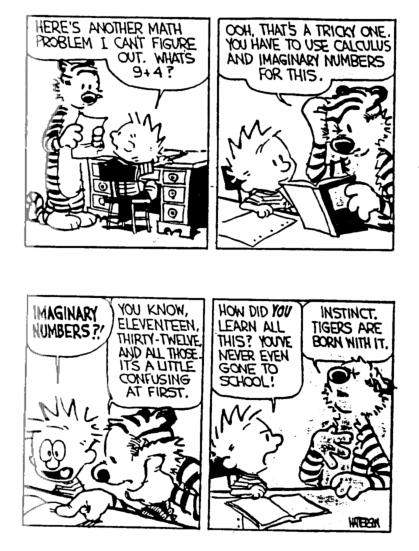 HERE'S ANOTHER MATH
PROBLEM I CAN'T FIGURE
OUT. WHAT'S
9+4?
OOH, THAT'S A TRICKY ONE.
YOU HAVE TO USE CALCULUS
AND IMAGINARY NUMBERS
FOR THIS.
IMAGINARY
NUMBERS?!
YOU KNOW,
ELEVENTEEN,
THIRTY-TWELVE,
AND ALL THOSE.
IT'S A LITTLE
CONFUSING
AT FIRST.
HOW DID YOU
LEARN ALL
THIS? YOU'VE
NEVER EVEN
GONE TO
SCHOOL!
INSTINCT.
TIGERS ARE
BORN WITH IT.
WATTERSON